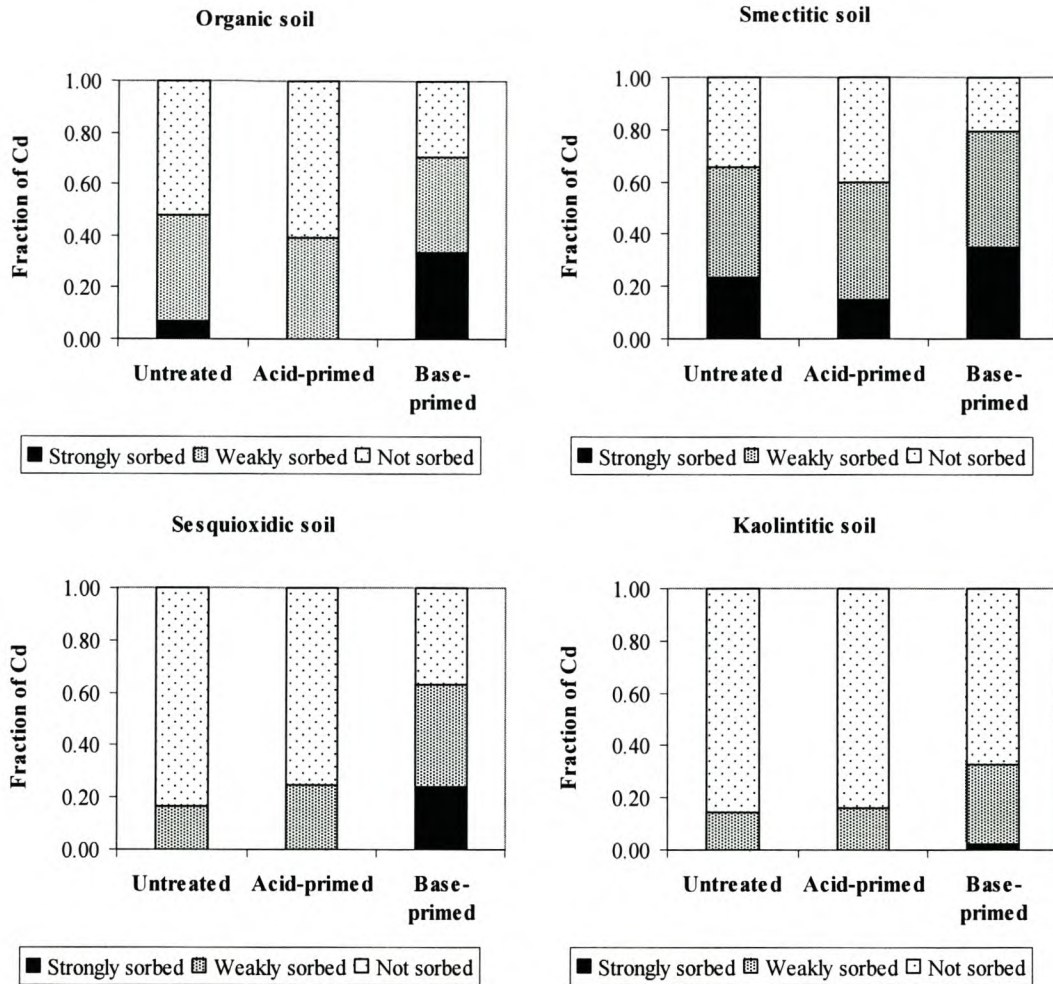 Organic soil
Fraction of Cd
1.00
0.80
0.60
0.40
0.20
0.00
Untreated Acid-primed Base-
primed
Strongly sorbed Weakly sorbed Not sorbed
Smectitic soil
Fraction of Cd
1.00
0.80
0.60
0.40
0.20
0.00
Untreated Acid-primed Base-
primed
Strongly sorbed Weakly sorbed Not sorbed
Sesquioxidic soil
Fraction of Cd
1.00
0.80
0.60
0.40
0.20
0.00
Untreated Acid-primed Base-
primed
Strongly sorbed Weakly sorbed Not sorbed
Kaolintitic soil
Fraction of Cd
1.00
0.80
0.60
0.40
0.20
0.00
Untreated Acid-primed Base-
primed
Strongly sorbed Weakly sorbed Not sorbed